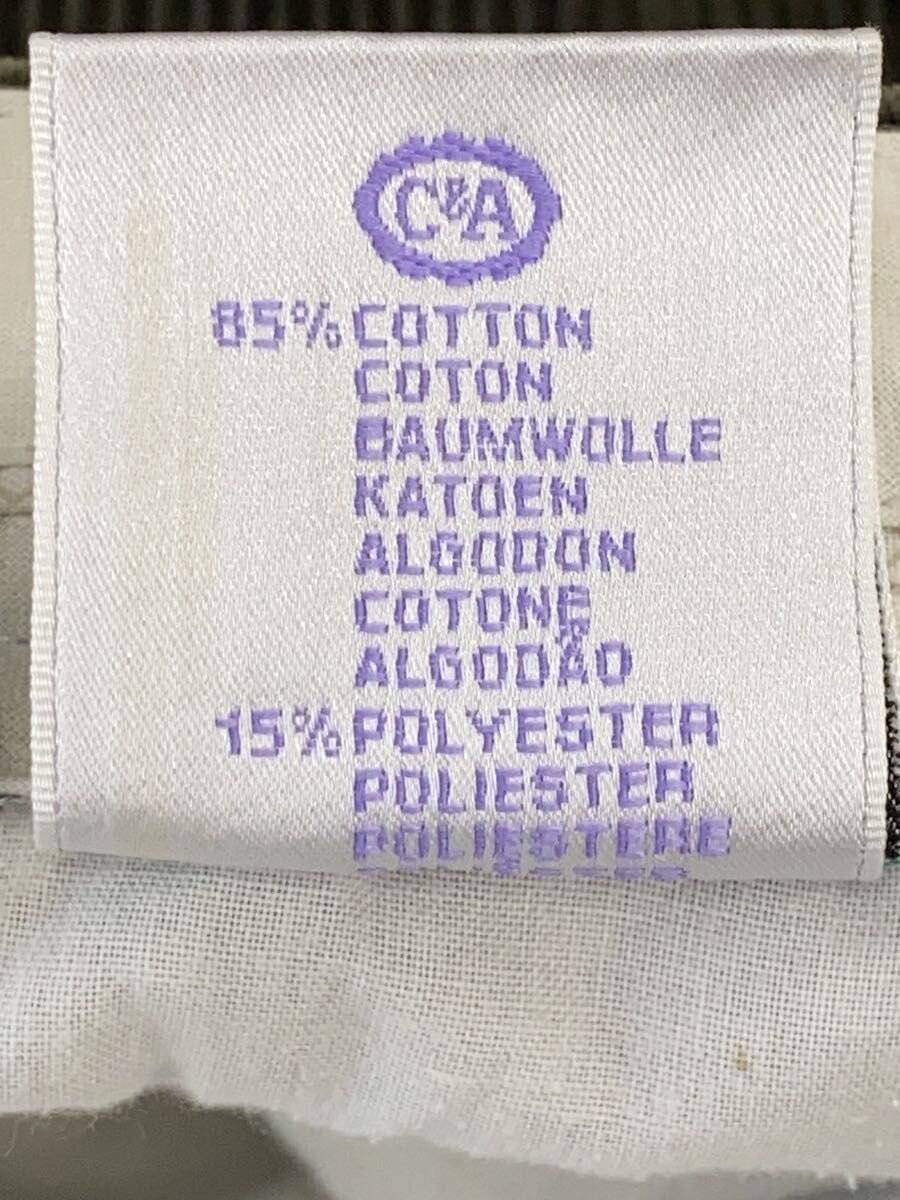 C&A
85% COTTON
COTON
BAUMWOLLE
KATOEN
ALGODON
COTONE
ALGODÃO
15% POLYESTER
POLIESTER
POLIESTERE